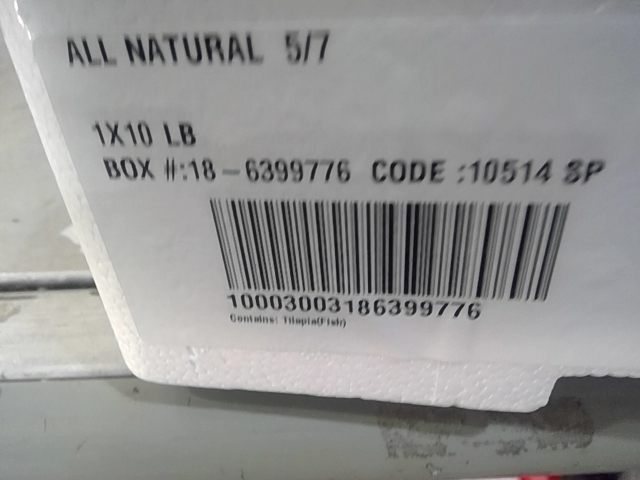 ALL NATURAL 5/7
1X10 LB
BOX #:18-6399776 CODE :10514 SP
10003003186399776
Contains: Tilapia(Fish)